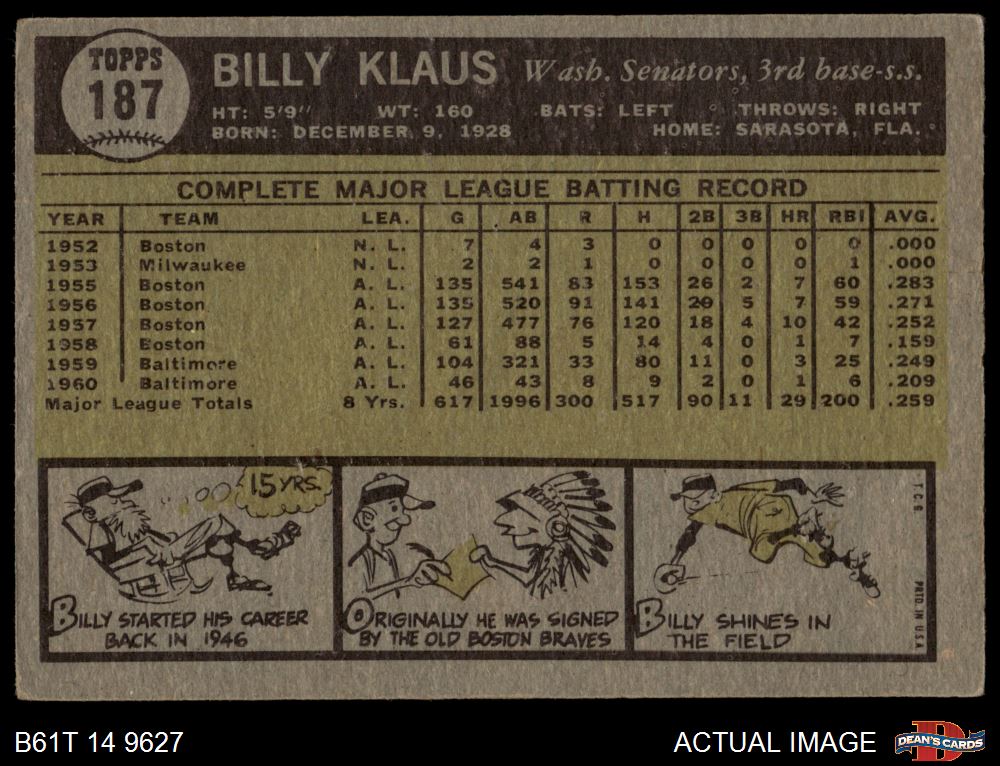 TOPPS
187
BILLY KLAUS Wash. Senators, 3rd base-s.s.
HT: 5'9" WT: 160 BATS: LEFT THROWS: RIGHT
BORN: DECEMBER 9, 1928 HOME: SARASOTA, FLA.
COMPLETE MAJOR LEAGUE BATTING RECORD
YEAR TEAM LEA. G AB R H 2B 3B HR RBI AVG.
1952 Boston N. L. 7 4 3 0 0 0 0 0 .000
1953 Milwaukee N. L. 2 2 1 0 0 0 0 1 .000
1955 Boston A. L. 135 541 83 153 26 2 7 60 .283
1956 Boston A. L. 135 520 91 141 29 5 7 59 .271
1957 Boston A. L. 127 477 76 120 18 4 10 42 .252
1958 Boston A. L. 61 88 5 14 4 0 1 7 .159
1959 Baltimore A. L. 104 321 33 80 11 0 3 25 .249
1960 Baltimore A. L. 46 43 8 9 2 0 1 6 .209
Major League Totals 8 Yrs. 617 1996 300 517 90 11 29 200 .259
15 YRS.
BILLY STARTED HIS CAREER
BACK IN 1946
ORIGINALLY HE WAS SIGNED
BY THE OLD BOSTON BRAVES
BILLY SHINES IN
THE FIELD
T.C.G.
PRTD. IN U.S.A.
B61T 14 9627
ACTUAL IMAGE
DEAN'S CARDS